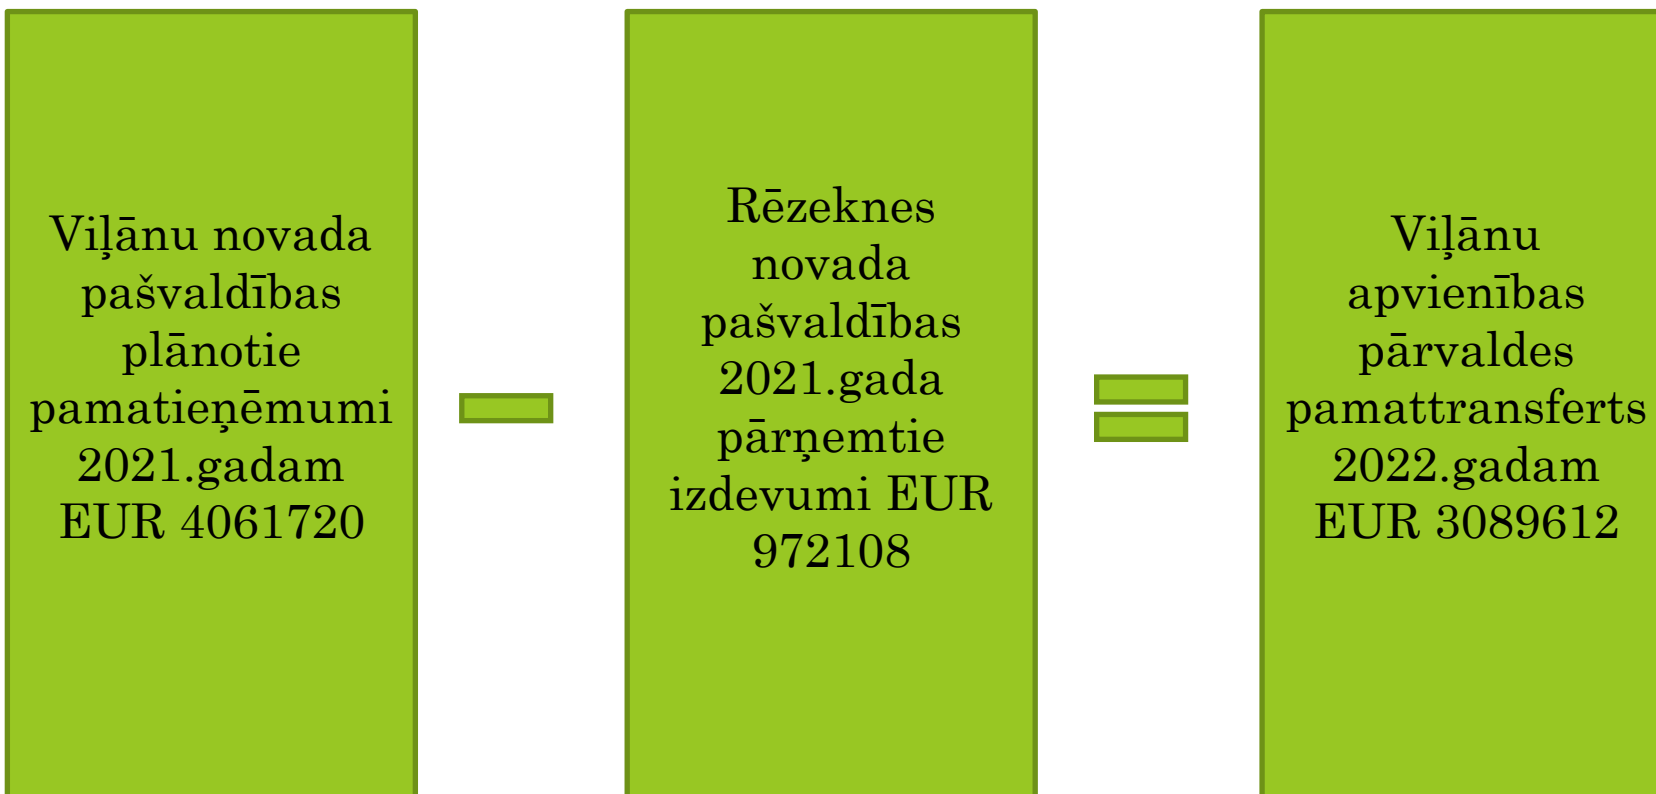 Viļānu novada
pašvaldības
plānotie
pamatieņēmumi
2021.gadam
EUR 4061720
Rēzeknes
novada
pašvaldības
2021.gada
pārņemtie
izdevumi EUR
972108
Viļānu
apvienības
pārvaldes
pamattransferts
2022.gadam
EUR 3089612